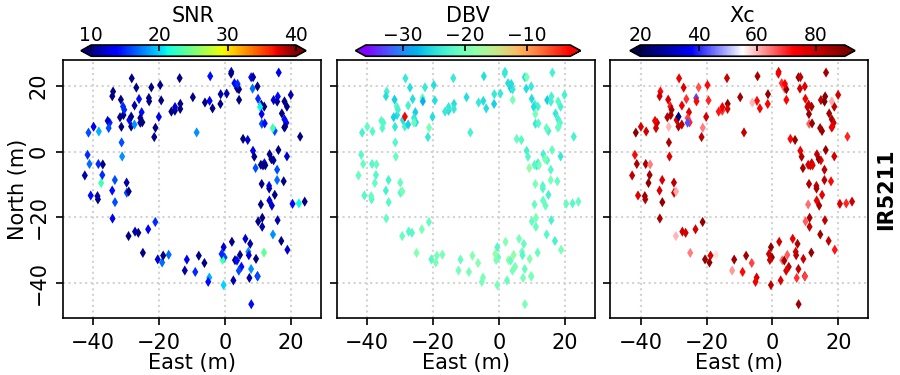 SNR DBV Xc
10 20 30 40 −30 −20 −10 20 40 60 80
20
0
−20
−40
North (m)
IR5211
−40 −20 0 20 −40 −20 0 20 −40 −20 0 20
East (m) East (m) East (m)